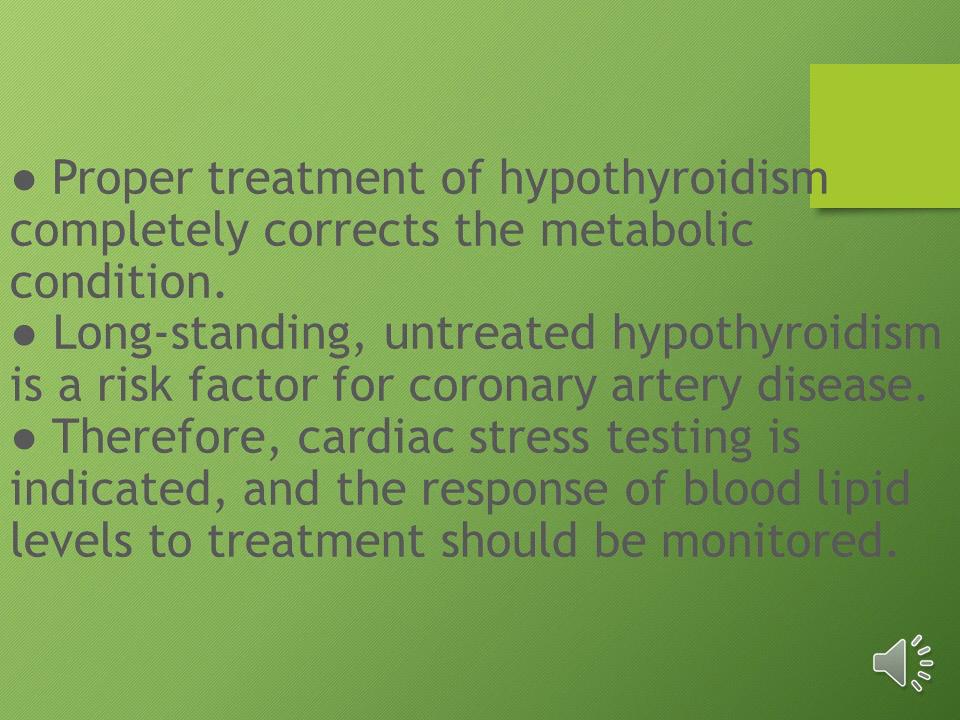 ● Proper treatment of hypothyroidism
completely corrects the metabolic
condition.
● Long-standing, untreated hypothyroidism
is a risk factor for coronary artery disease.
● Therefore, cardiac stress testing is
indicated, and the response of blood lipid
levels to treatment should be monitored.